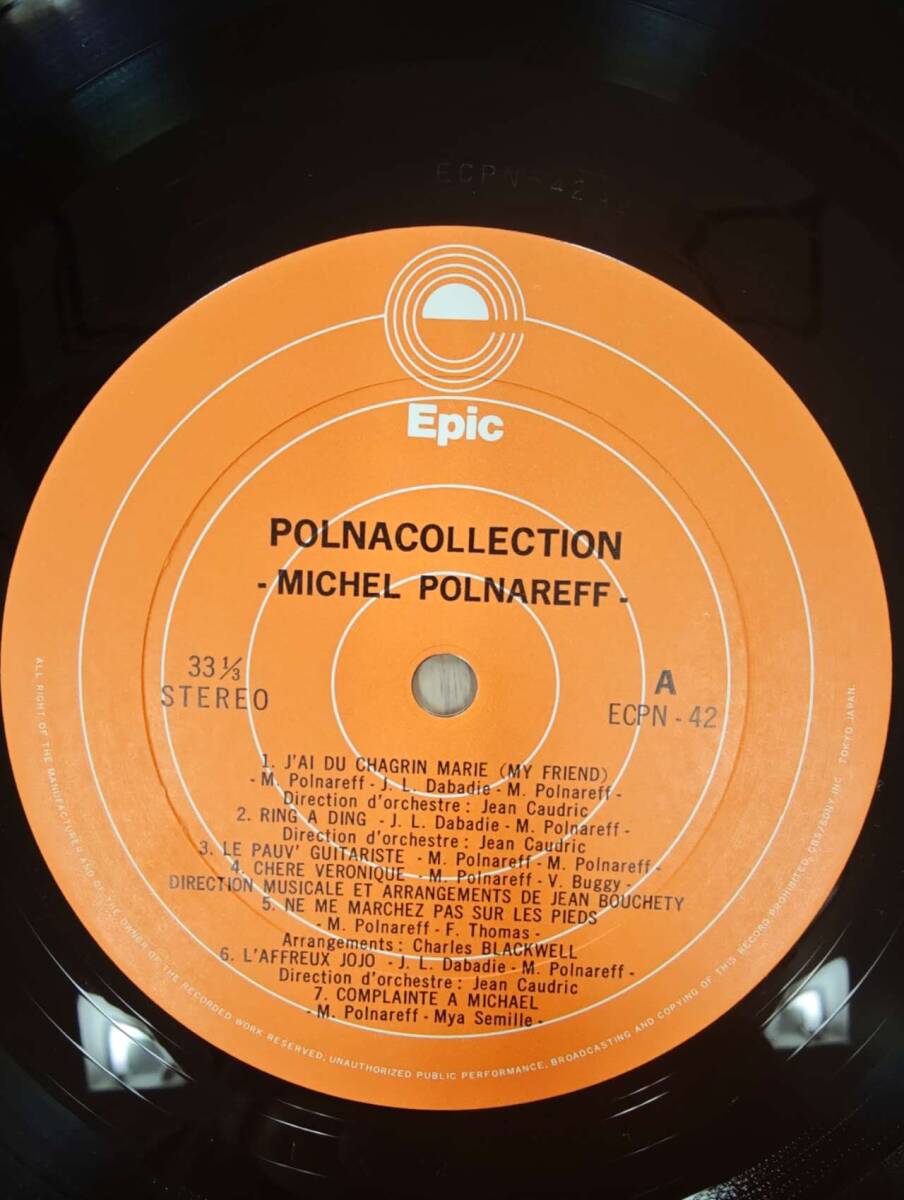 ECPN-42
Epic
POLNACOLLECTION
- MICHEL POLNAREFF -
33 1/3
STEREO
A
ECPN - 42
1. J'AI DU CHAGRIN MARIE (MY FRIEND)
- M. Polnareff - J. L. Dabadie - M. Polnareff -
Direction d'orchestre : Jean Caudric
2. RING A DING - J. L. Dabadie - M. Polnareff -
Direction d'orchestre : Jean Caudric
3. LE PAUV' GUITARISTE - M. Polnareff - M. Polnareff -
4. CHERE VERONIQUE - M. Polnareff - V. Buggy -
DIRECTION MUSICALE ET ARRANGEMENTS DE JEAN BOUCHETY
5. NE ME MARCHEZ PAS SUR LES PIEDS
- M. Polnareff - F. Thomas -
Arrangements : Charles BLACKWELL
6. L'AFFREUX JOJO - J. L. Dabadie - M. Polnareff -
Direction d'orchestre : Jean Caudric
7. COMPLAINTE A MICHAEL
- M. Polnareff - Mya Semille -
ALL RIGHT OF THE MANUFACTURER AND OF THE OWNER OF THE RECORDED WORK RESERVED, UNAUTHORIZED PUBLIC PERFORMANCE, BROADCASTING AND COPYING OF THIS RECORD PROHIBITED, CBS/SONY INC. TOKYO JAPAN.